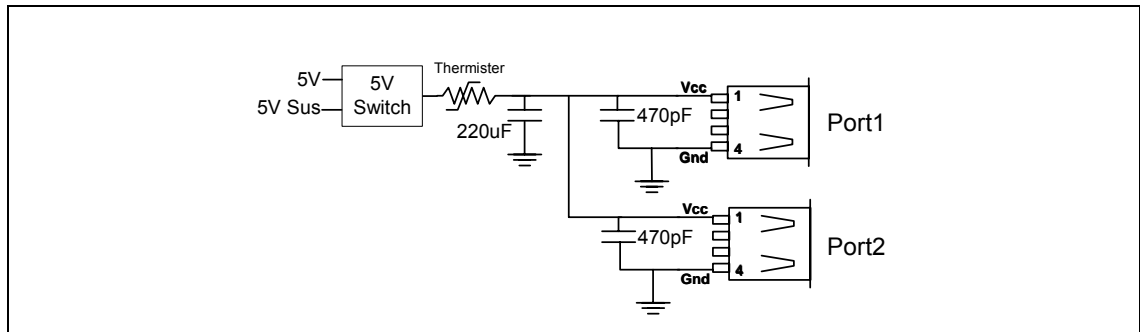 Thermister
5V
5V
Switch
5V Sus
220uF
470pF
Vcc
1
4
Gnd
Port1
470pF
Vcc
1
4
Gnd
Port2